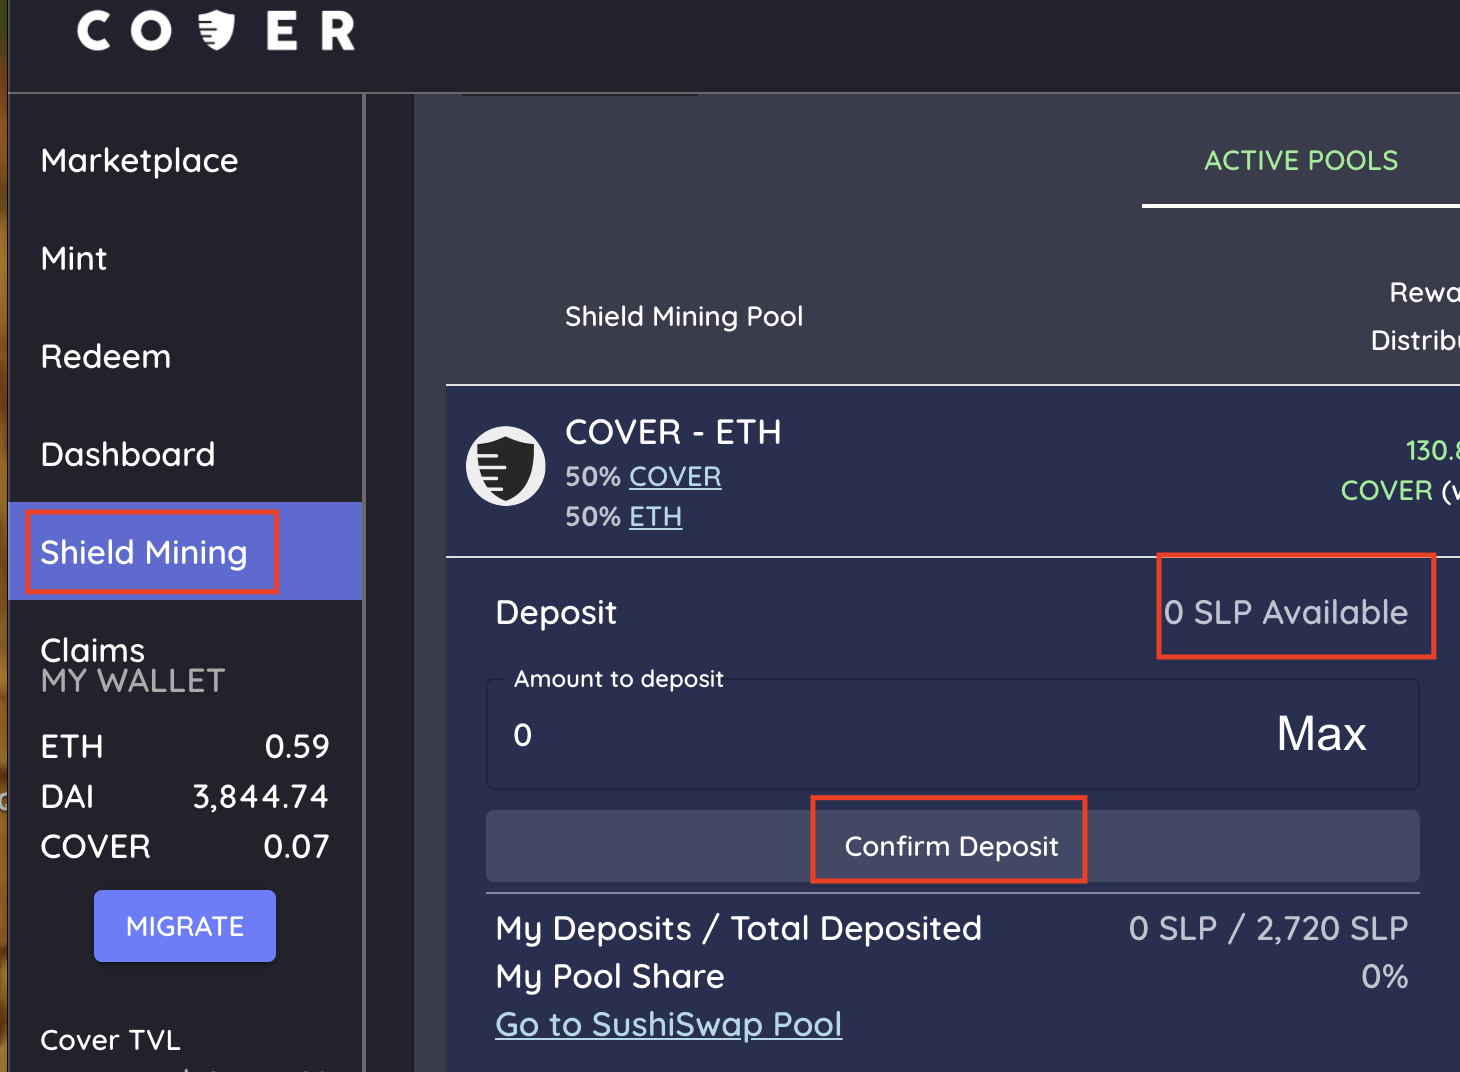 COVER
Marketplace
Mint
Redeem
Dashboard
Shield Mining
Claims
MY WALLET
ETH 0.59
DAI 3,844.74
COVER 0.07
MIGRATE
Cover TVL
ACTIVE POOLS
Shield Mining Pool
Rewa
Distribu
COVER - ETH
50% COVER
50% ETH
130.8
COVER (v
Deposit
0 SLP Available
Amount to deposit
0
Max
Confirm Deposit
My Deposits / Total Deposited 0 SLP / 2,720 SLP
My Pool Share 0%
Go to SushiSwap Pool